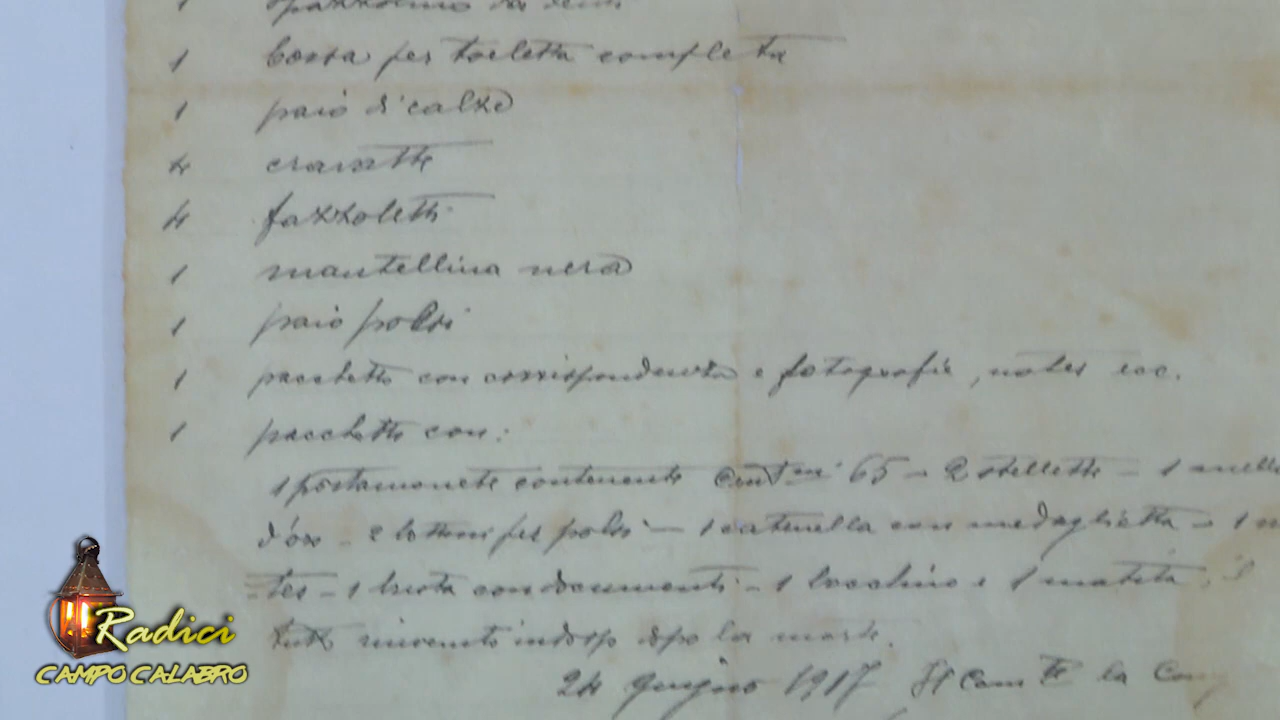 1 spazzolino da denti
1 borsa per toeletta completa
1 paio di calze
4 cravatte
4 fazzoletti
1 mantellina nera
1 paio polsi
1 pacchetto con corrispondenza e fotografie, notes ecc.
1 pacchetto con:
1 portamonete contenente Cent.mi 65 - 2 stellette - 1 anello
d'oro - 2 bottoni per polsi - 1 catenella con medaglietta - 1
=tes - 1 busta con documenti - 1 bocchino e 1 matita, il
tutto rinvenuto indosso dopo la morte.
24 giugno 1917 Il Com.te la Comp
Radici
CAMPO CALABRO